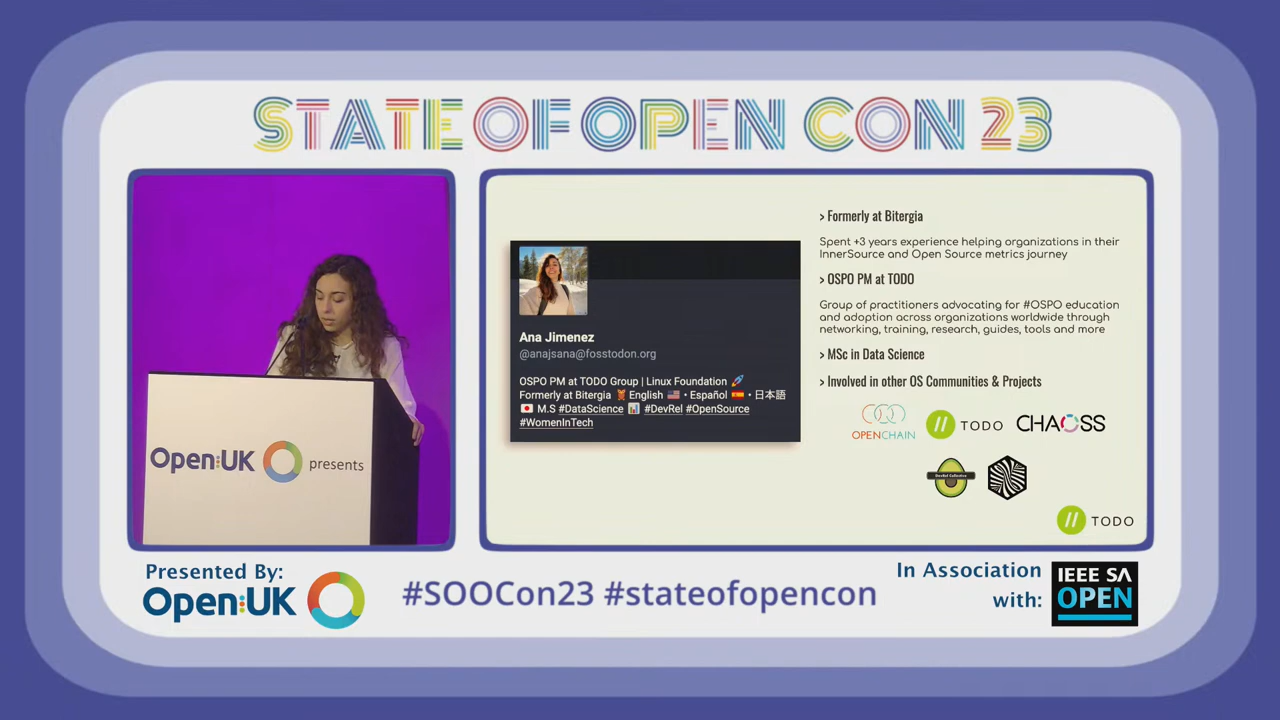 STATE OF OPEN CON 23
Open:UK presents
Ana Jimenez
@anajsana@fosstodon.org
OSPO PM at TODO Group | Linux Foundation 🚀
Formerly at Bitergia 🦉 English 🇺🇸 • Español 🇪🇸 • 日本語
🇯🇵 M.S #DataScience 📊 #DevRel #OpenSource
#WomenInTech
> Formerly at Bitergia
Spent +3 years experience helping organizations in their
InnerSource and Open Source metrics journey
> OSPO PM at TODO
Group of practitioners advocating for #OSPO education
and adoption across organizations worldwide through
networking, training, research, guides, tools and more
> MSc in Data Science
> Involved in other OS Communities & Projects
OPENCHAIN
TODO
CHAOSS
DevRel Collective
TODO
Presented By:
Open:UK
#SOOCon23 #stateofopencon
In Association
with:
IEEE SA
OPEN